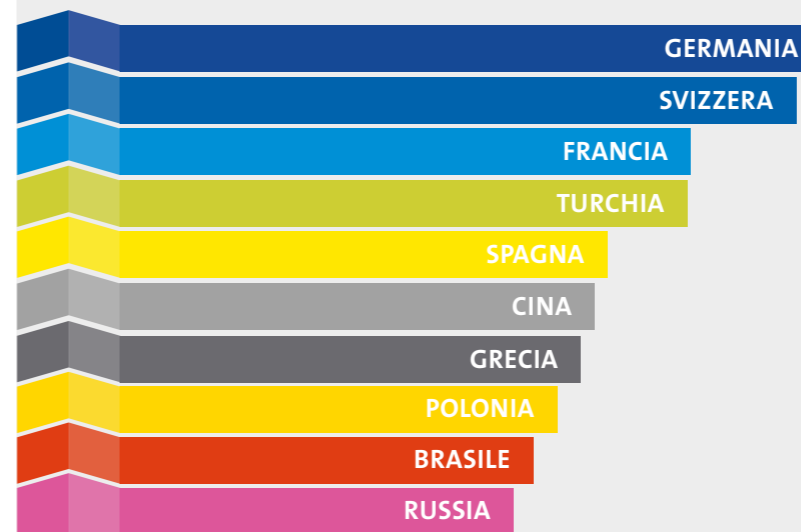 GERMANIA
SVIZZERA
FRANCIA
TURCHIA
SPAGNA
CINA
GRECIA
POLONIA
BRASILE
RUSSIA